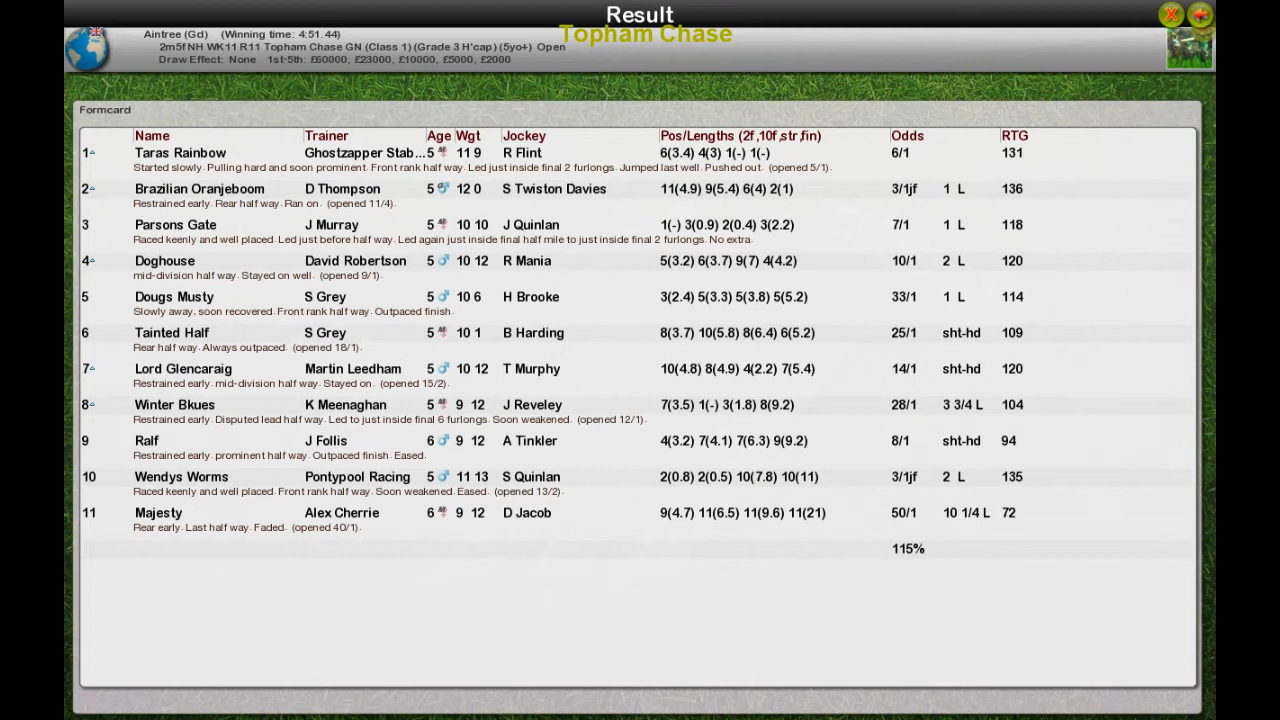 Result
Topham Chase
Aintree (Gd) (Winning time: 4:51.44)
2m5f NH WK11 R11 Topham Chase GN (Class 1) (Grade 3 H'cap) (5yo+) Open
Draw Effect: None 1st-5th: £60000, £23000, £10000, £5000, £2000
Formcard
Name Trainer Age Wgt Jockey Pos/Lengths (2f,10f,str,fin) Odds RTG
1 Taras Rainbow Ghostzapper Stab... 5 11 9 R Flint 6(3.4) 4(3) 1(-) 1(-) 6/1 131
Started slowly. Pulling hard and soon prominent. Front rank half way. Led just inside final 2 furlongs. Jumped last well. Pushed out. (opened 5/1).
2 Brazilian Oranjeboom D Thompson 5 12 0 S Twiston Davies 11(4.9) 9(5.4) 6(4) 2(1) 3/1jf 1 L 136
Restrained early. Rear half way. Ran on. (opened 11/4).
3 Parsons Gate J Murray 5 10 10 J Quinlan 1(-) 3(0.9) 2(0.4) 3(2.2) 7/1 1 L 118
Raced keenly and well placed. Led just before half way. Led again just inside final half mile to just inside final 2 furlongs. No extra.
4 Doghouse David Robertson 5 10 12 R Mania 5(3.2) 6(3.7) 9(7) 4(4.2) 10/1 2 L 120
mid-division half way. Stayed on well. (opened 9/1).
5 Dougs Musty S Grey 5 10 6 H Brooke 3(2.4) 5(3.3) 5(3.8) 5(5.2) 33/1 1 L 114
Slowly away, soon recovered. Front rank half way. Outpaced finish.
6 Tainted Half S Grey 5 10 1 B Harding 8(3.7) 10(5.8) 8(6.4) 6(5.2) 25/1 sht-hd 109
Rear half way. Always outpaced. (opened 18/1).
7 Lord Glencaraig Martin Leedham 5 10 12 T Murphy 10(4.8) 8(4.9) 4(2.2) 7(5.4) 14/1 sht-hd 120
Restrained early. mid-division half way. Stayed on. (opened 15/2).
8 Winter Bkues K Meenaghan 5 9 12 J Reveley 7(3.5) 1(-) 3(1.8) 8(9.2) 28/1 3 3/4 L 104
Restrained early. Disputed lead half way. Led to just inside final 6 furlongs. Soon weakened. (opened 12/1).
9 Ralf J Follis 6 9 12 A Tinkler 4(3.2) 7(4.1) 7(6.3) 9(9.2) 8/1 sht-hd 94
Restrained early. prominent half way. Outpaced finish. Eased.
10 Wendys Worms Pontypool Racing 5 11 13 S Quinlan 2(0.8) 2(0.5) 10(7.8) 10(11) 3/1jf 2 L 135
Raced keenly and well placed. Front rank half way. Soon weakened. Eased. (opened 13/2).
11 Majesty Alex Cherrie 6 9 12 D Jacob 9(4.7) 11(6.5) 11(9.6) 11(21) 50/1 10 1/4 L 72
Rear early. Last half way. Faded. (opened 40/1).
115%